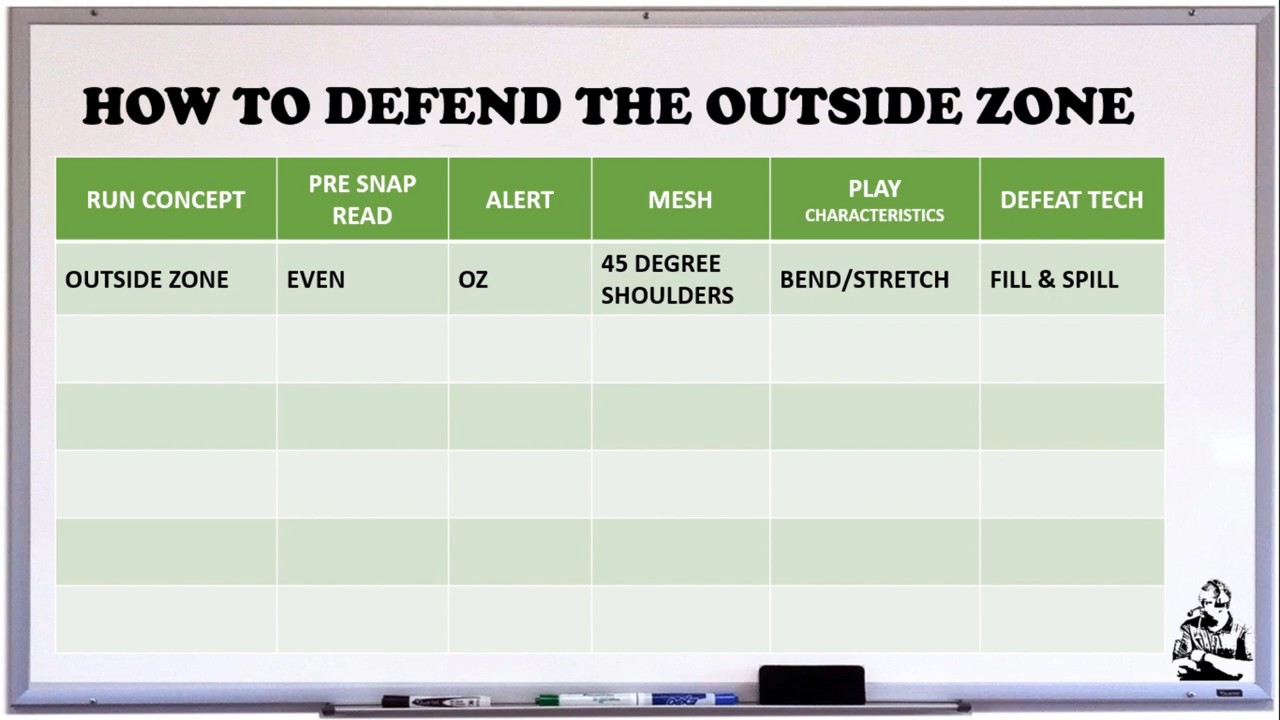 HOW TO DEFEND THE OUTSIDE ZONE
RUN CONCEPT
PRE SNAP
READ
ALERT
MESH
PLAY
CHARACTERISTICS
DEFEAT TECH
OUTSIDE ZONE
EVEN
OZ
45 DEGREE
SHOULDERS
BEND/STRETCH
FILL & SPILL